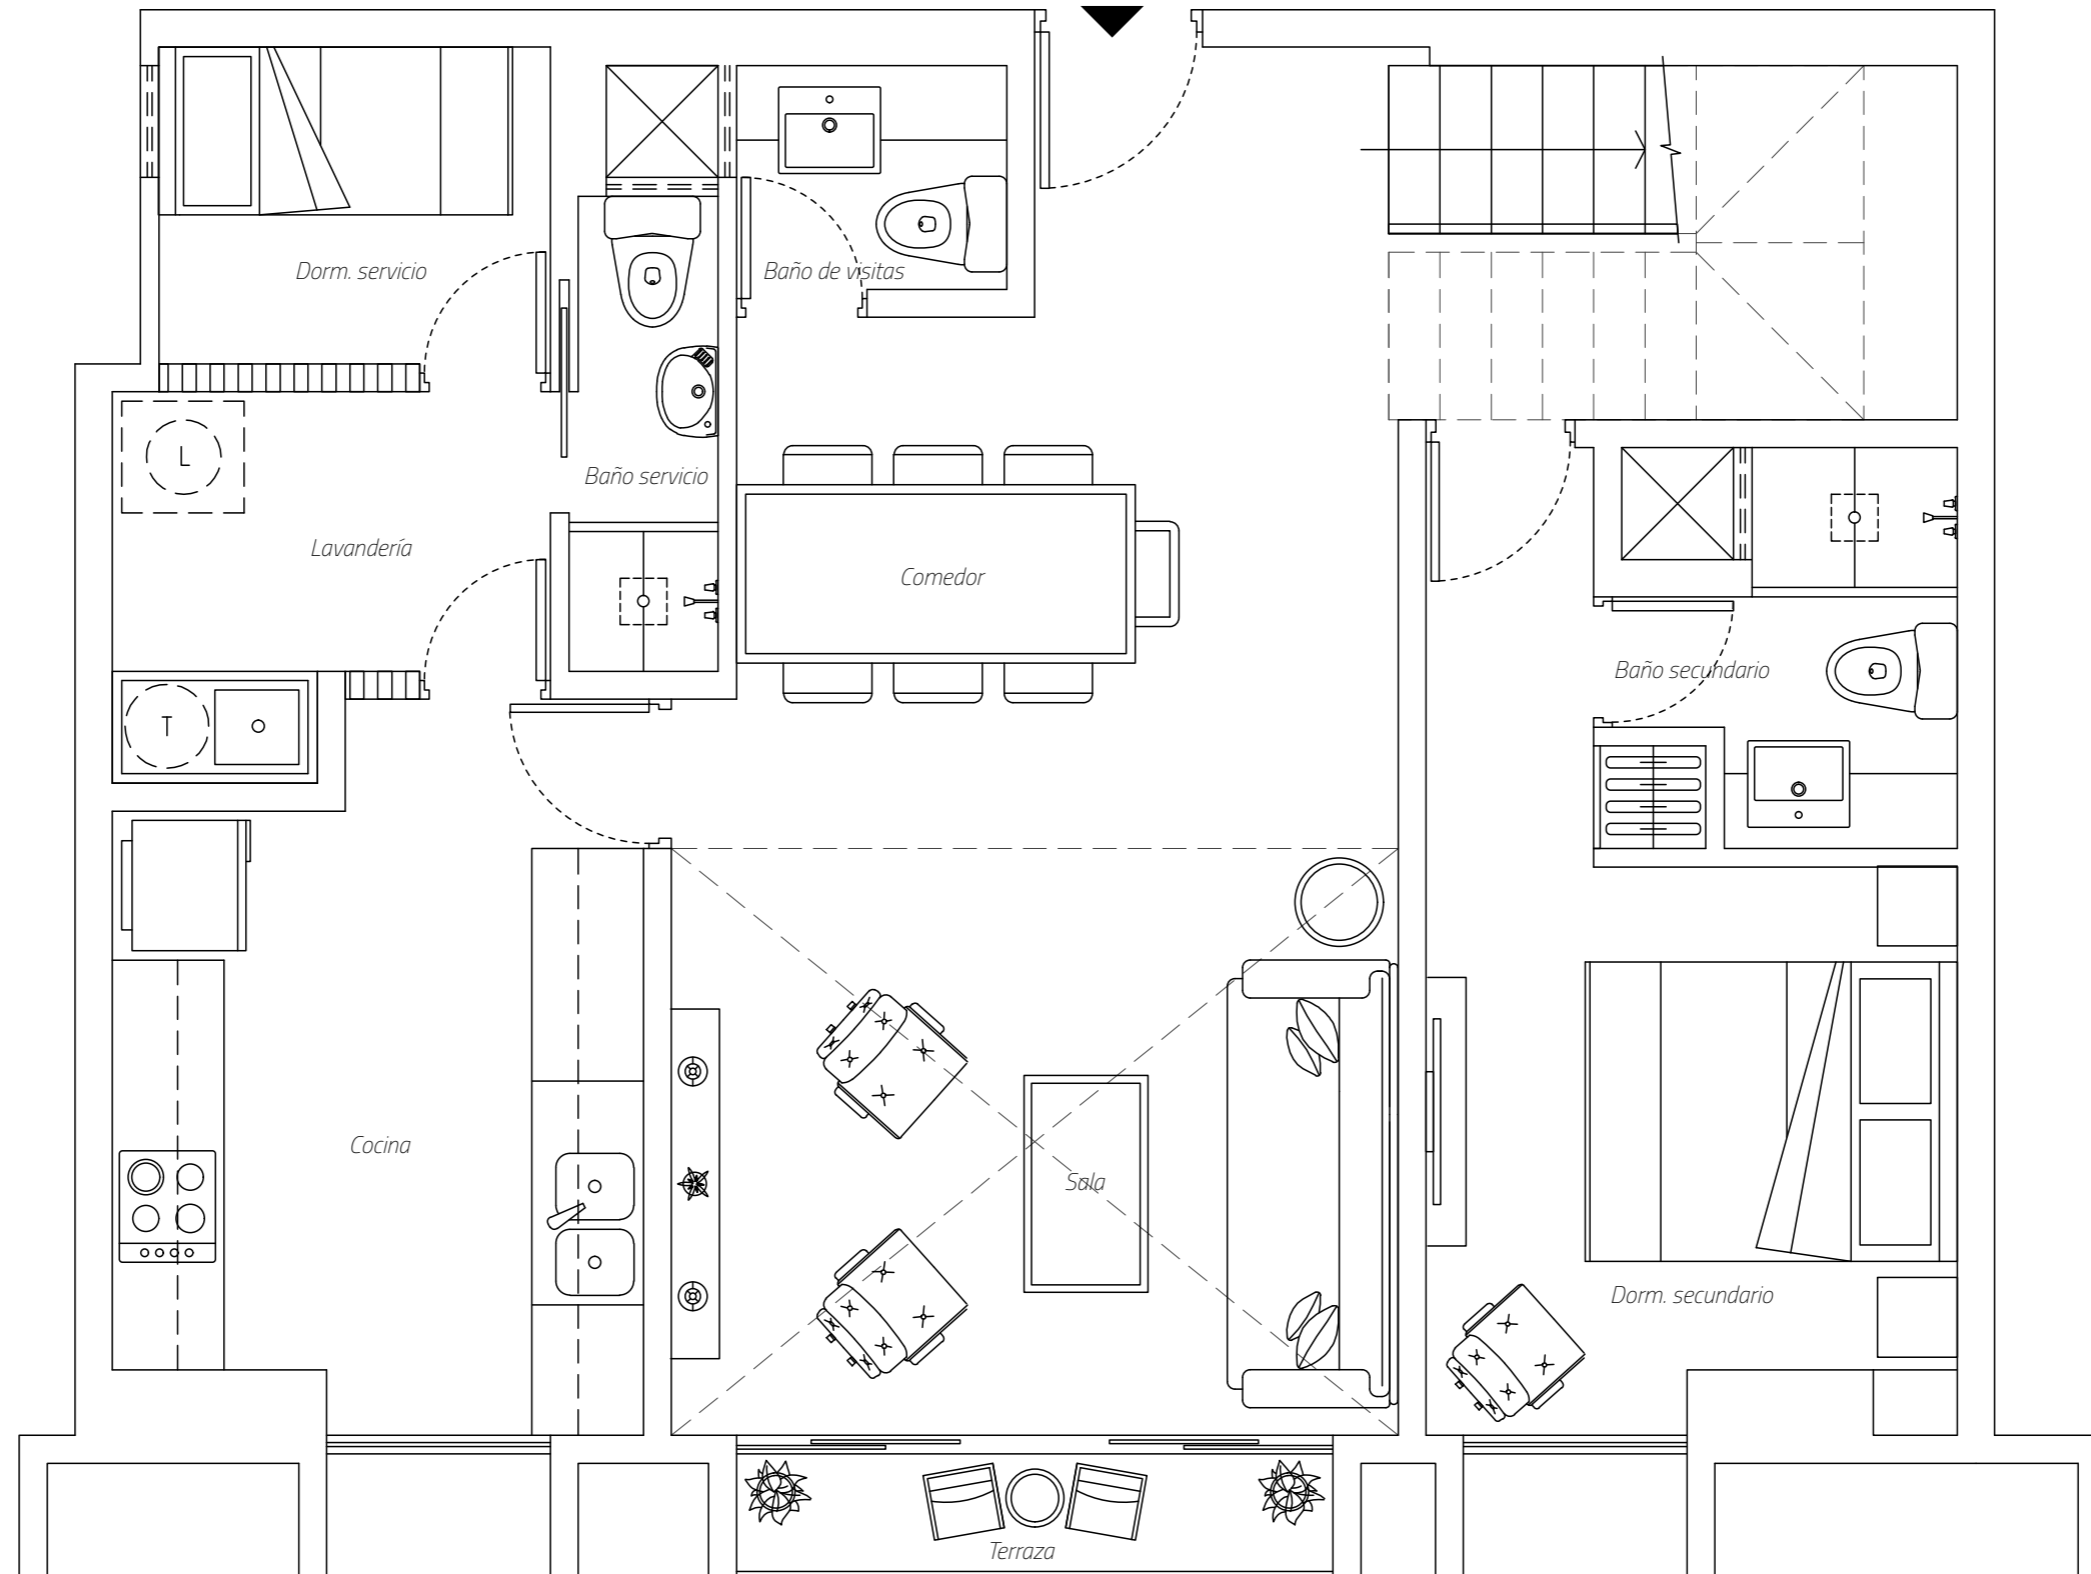 Dorm. servicio
Baño de visitas
L
Baño servicio
Lavandería
Comedor
Baño secundario
T
Cocina
Sala
Dorm. secundario
Terraza